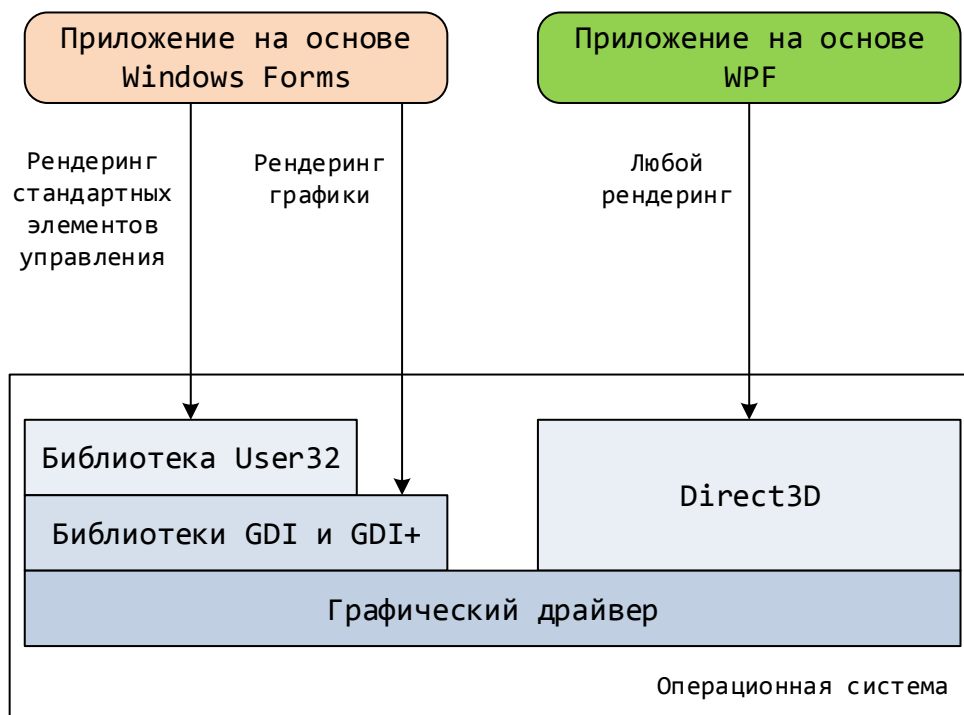 Приложение на основе
Windows Forms
Приложение на основе
WPF
Рендеринг
стандартных
элементов
управления
Рендеринг
графики
Любой
рендеринг
Библиотека User32
Библиотеки GDI и GDI+
Direct3D
Графический драйвер
Операционная система